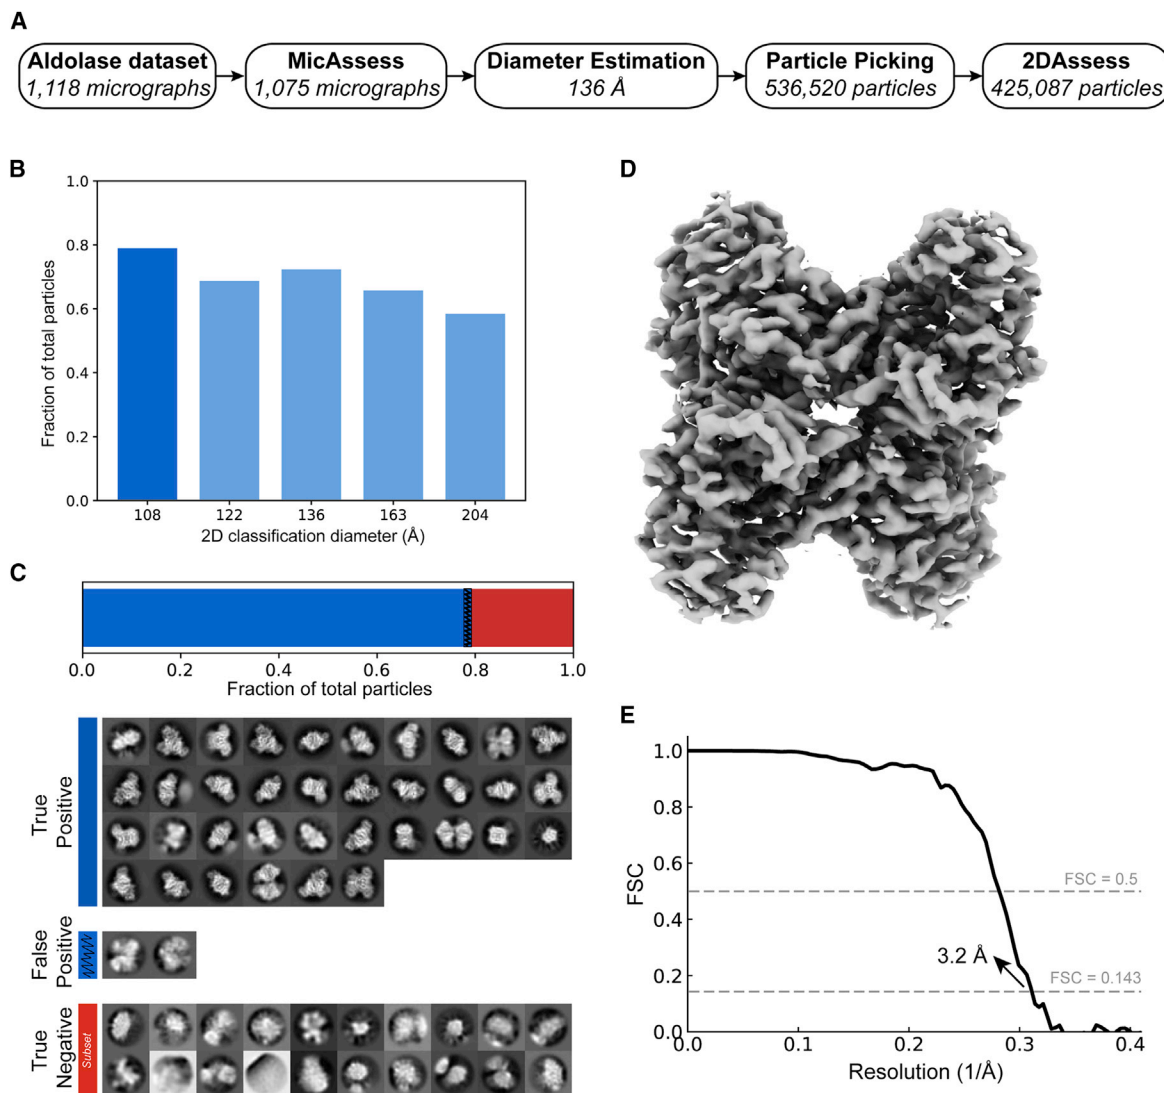 A
Aldolase dataset
1,118 micrographs
MicAssess
1,075 micrographs
Diameter Estimation
136 Å
Particle Picking
536,520 particles
2DAssess
425,087 particles
B
Fraction of total particles
1.0
0.8
0.6
0.4
0.2
0.0
108 122 136 163 204
2D classification diameter (Å)
C
0.0 0.2 0.4 0.6 0.8 1.0
Fraction of total particles
True
Positive
False
Positive
True
Negative
Subset
D
E
FSC
1.0
0.8
0.6
0.4
0.2
0.0
FSC = 0.5
3.2 Å
FSC = 0.143
0.0 0.1 0.2 0.3 0.4
Resolution (1/Å)